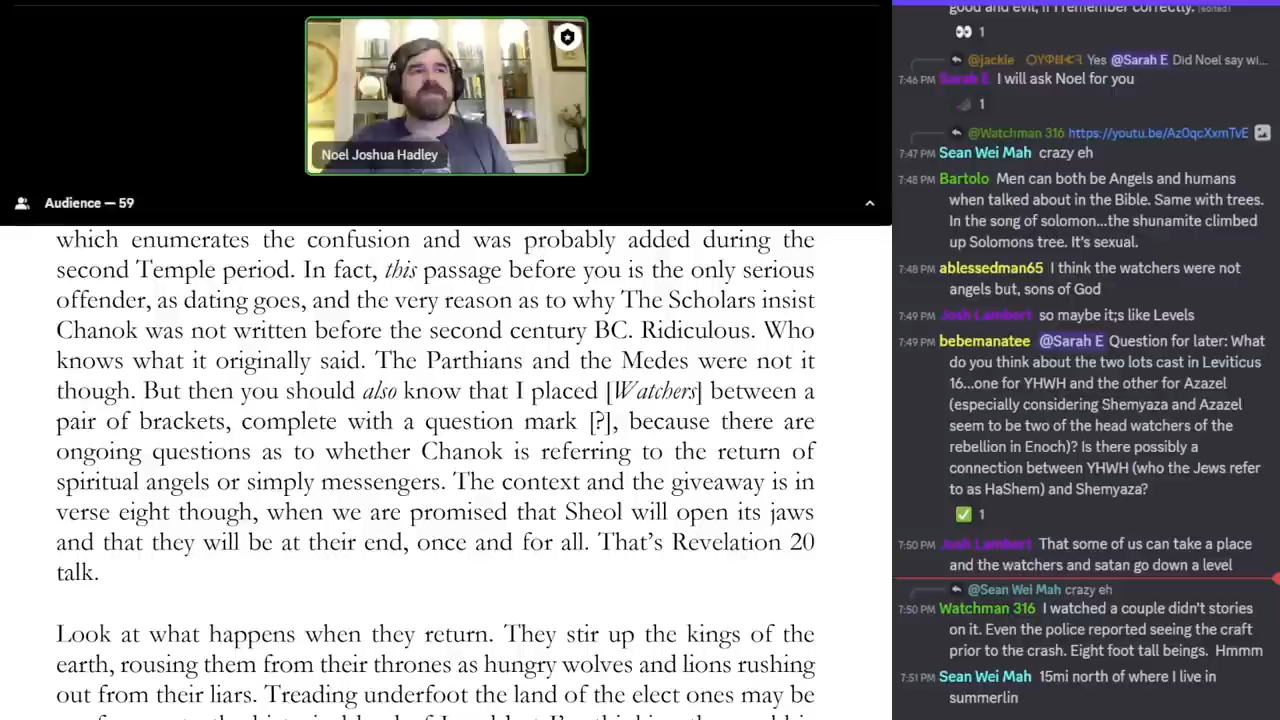 Noel Joshua Hadley
Audience — 59
which enumerates the confusion and was probably added during the
second Temple period. In fact, this passage before you is the only serious
offender, as dating goes, and the very reason as to why The Scholars insist
Chanok was not written before the second century BC. Ridiculous. Who
knows what it originally said. The Parthians and the Medes were not it
though. But then you should also know that I placed [Watchers] between a
pair of brackets, complete with a question mark [?], because there are
ongoing questions as to whether Chanok is referring to the return of
spiritual angels or simply messengers. The context and the giveaway is in
verse eight though, when we are promised that Sheol will open its jaws
and that they will be at their end, once and for all. That's Revelation 20
talk.
Look at what happens when they return. They stir up the kings of the
earth, rousing them from their thrones as hungry wolves and lions rushing
out from their liars. Treading underfoot the land of the elect ones may be
good and evil, if I remember correctly. (edited)
👀 1
@jackie Yes @Sarah E Did Noel say wi...
7:46 PM Sarah E I will ask Noel for you
1
@Watchman 316 https://youtu.be/Az0qcXxmTvE
7:47 PM Sean Wei Mah crazy eh
7:48 PM Bartolo Men can both be Angels and humans
when talked about in the Bible. Same with trees.
In the song of solomon...the shunamite climbed
up Solomons tree. It's sexual.
7:48 PM ablessedman65 I think the watchers were not
angels but, sons of God
7:49 PM Josh Lambert so maybe it;s like Levels
7:49 PM bebemanatee @Sarah E Question for later: What
do you think about the two lots cast in Leviticus
16...one for YHWH and the other for Azazel
(especially considering Shemyaza and Azazel
seem to be two of the head watchers of the
rebellion in Enoch)? Is there possibly a
connection between YHWH (who the Jews refer
to as HaShem) and Shemyaza?
✅ 1
7:50 PM Josh Lambert That some of us can take a place
and the watchers and satan go down a level
@Sean Wei Mah crazy eh
7:50 PM Watchman 316 I watched a couple didn't stories
on it. Even the police reported seeing the craft
prior to the crash. Eight foot tall beings. Hmmm
7:51 PM Sean Wei Mah 15mi north of where I live in
summerlin